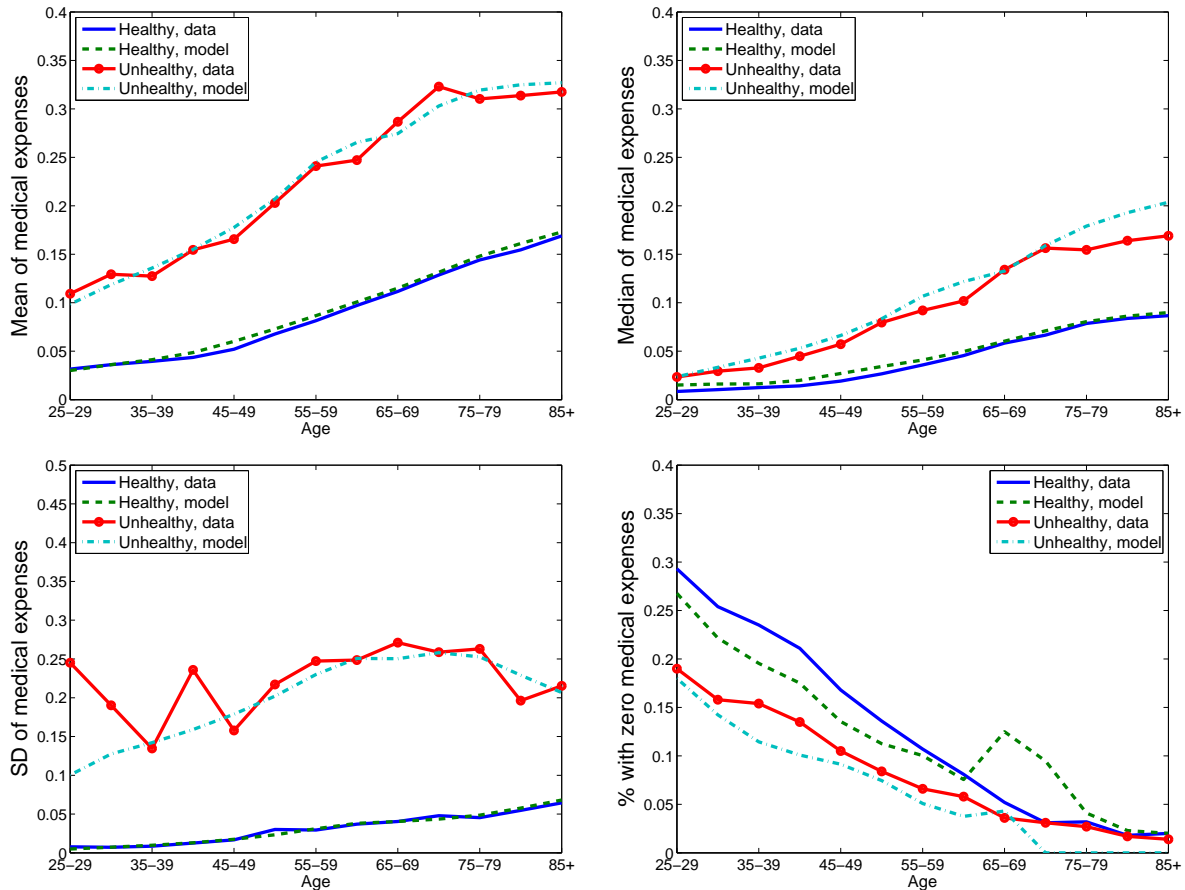 Mean of medical expenses
0.4
0.35
0.3
0.25
0.2
0.15
0.1
0.05
0
Healthy, data
Healthy, model
Unhealthy, data
Unhealthy, model
25–29 35–39 45–49 55–59 65–69 75–79 85+
Age
Median of medical expenses
0.4
0.35
0.3
0.25
0.2
0.15
0.1
0.05
0
Healthy, data
Healthy, model
Unhealthy, data
Unhealthy, model
25–29 35–39 45–49 55–59 65–69 75–79 85+
Age
SD of medical expenses
0.5
0.45
0.4
0.35
0.3
0.25
0.2
0.15
0.1
0.05
0
Healthy, data
Healthy, model
Unhealthy, data
Unhealthy, model
25–29 35–39 45–49 55–59 65–69 75–79 85+
Age
% with zero medical expenses
0.4
0.35
0.3
0.25
0.2
0.15
0.1
0.05
0
Healthy, data
Healthy, model
Unhealthy, data
Unhealthy, model
25–29 35–39 45–49 55–59 65–69 75–79 85+
Age